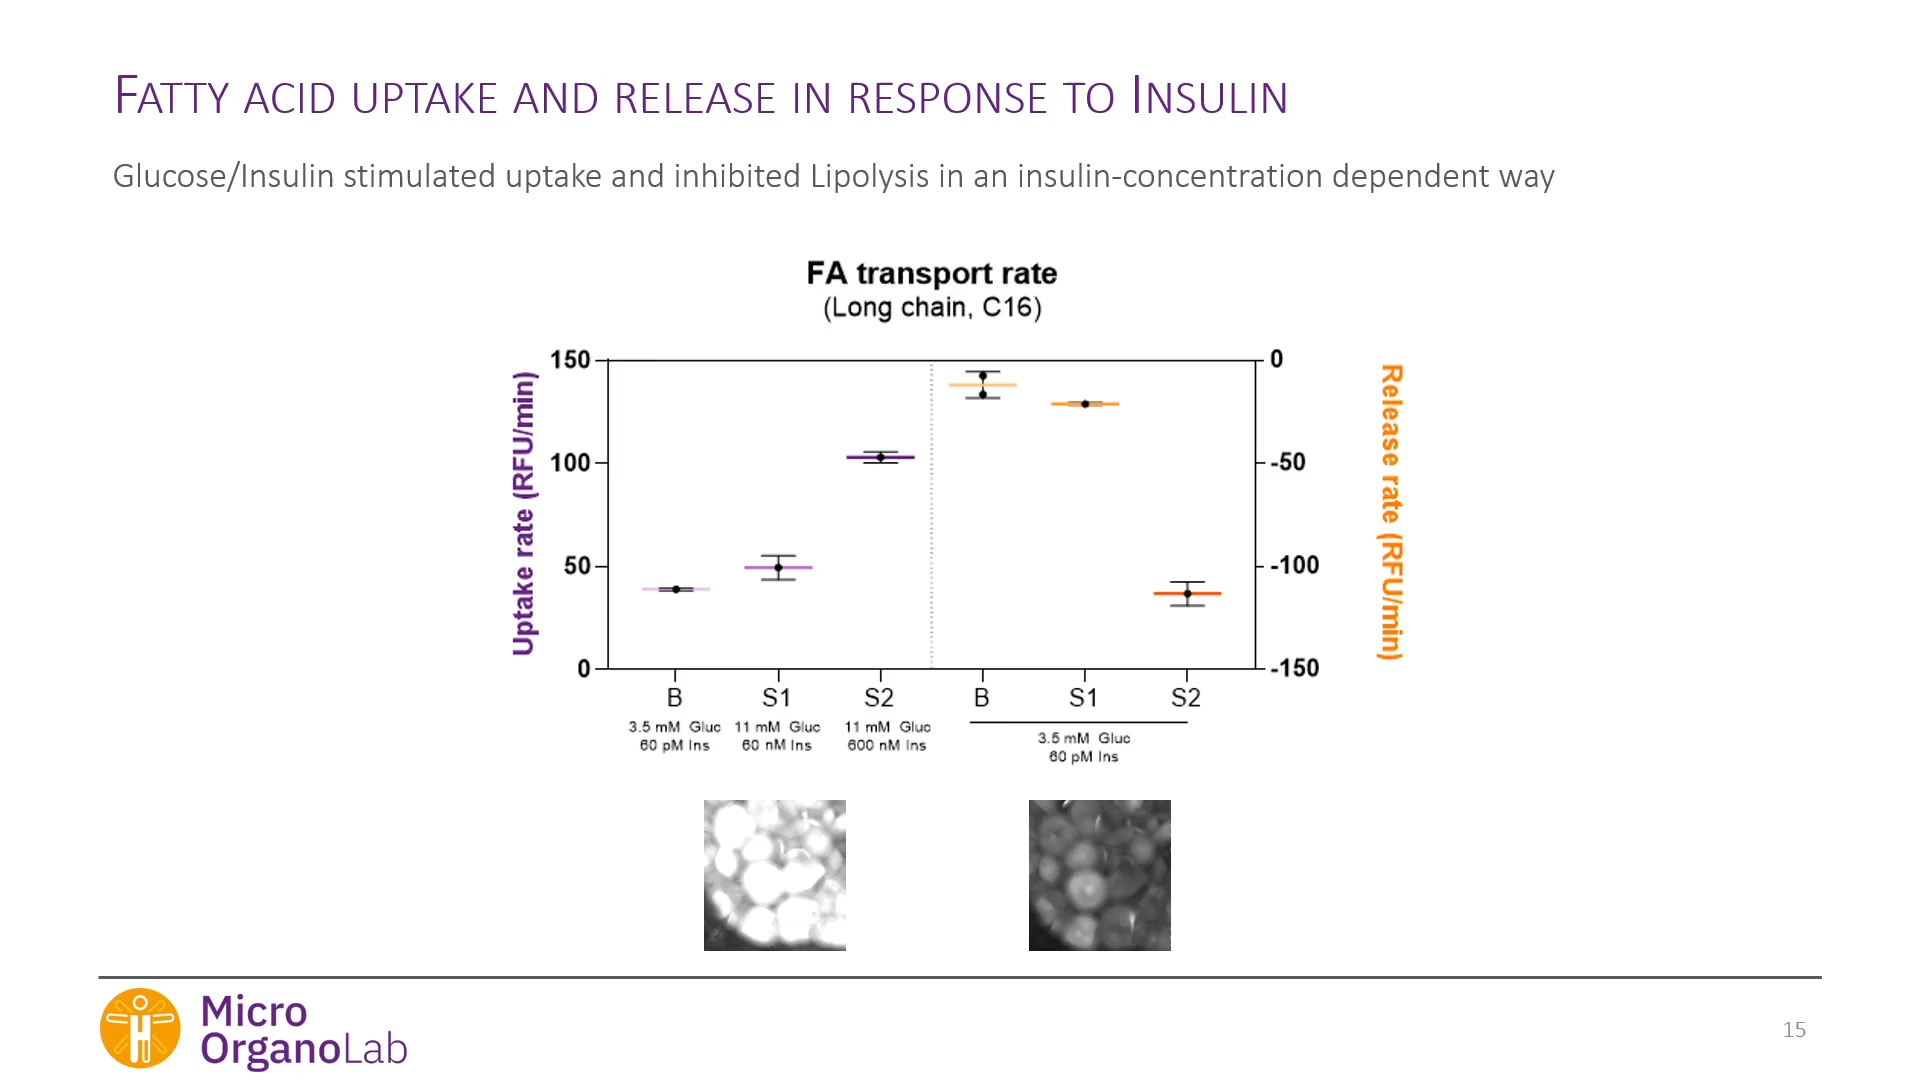 FATTY ACID UPTAKE AND RELEASE IN RESPONSE TO INSULIN
Glucose/Insulin stimulated uptake and inhibited Lipolysis in an insulin-concentration dependent way
FA transport rate
(Long chain, C16)
Uptake rate (RFU/min)
150
100
50
0
0
-50
-100
-150
Release rate (RFU/min)
B S1 S2 B S1 S2
3.5 mM Gluc
60 pM Ins
11 mM Gluc
60 nM Ins
11 mM Gluc
600 nM Ins
3.5 mM Gluc
60 pM Ins
Micro
OrganoLab
15